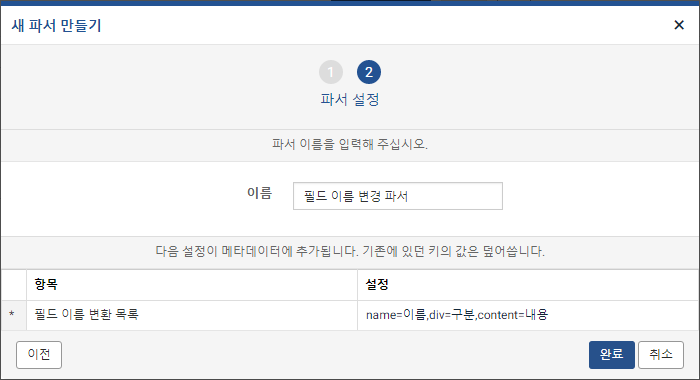 새 파서 만들기 ×
1 2
파서 설정
파서 이름을 입력해 주십시오.
이름 필드 이름 변경 파서
다음 설정이 메타데이터에 추가됩니다. 기존에 있던 키의 값은 덮어씁니다.
항목 설정
* 필드 이름 변환 목록 name=이름,div=구분,content=내용
이전 완료 취소